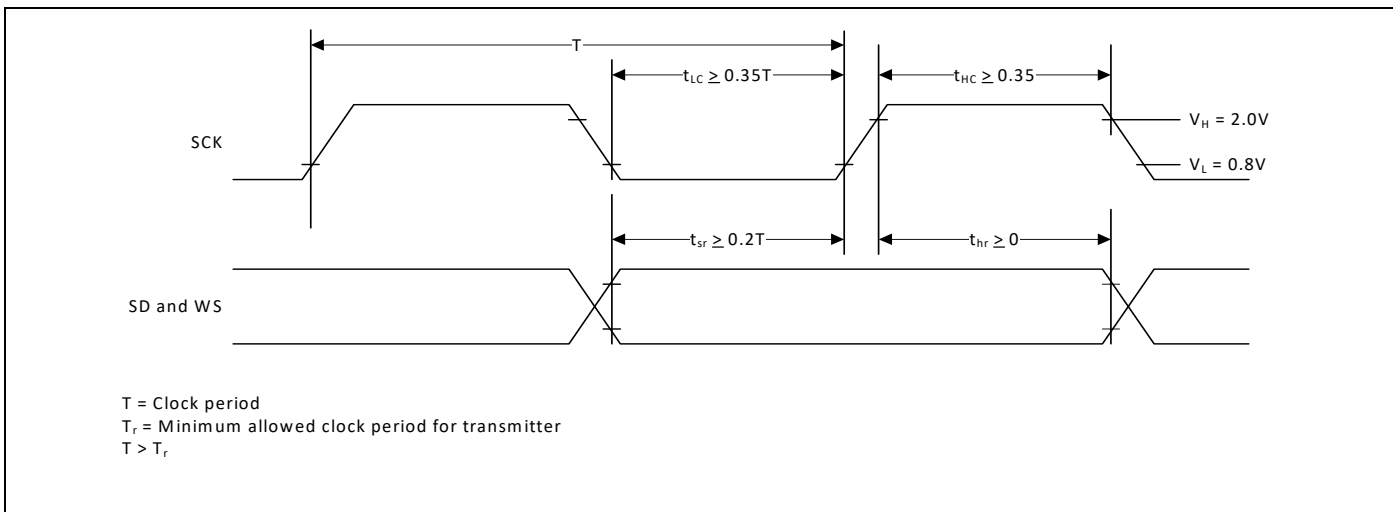 T
t_LC ≥ 0.35T
t_HC ≥ 0.35
SCK
V_H = 2.0V
V_L = 0.8V
t_sr ≥ 0.2T
t_hr ≥ 0
SD and WS
T = Clock period
T_r = Minimum allowed clock period for transmitter
T > T_r